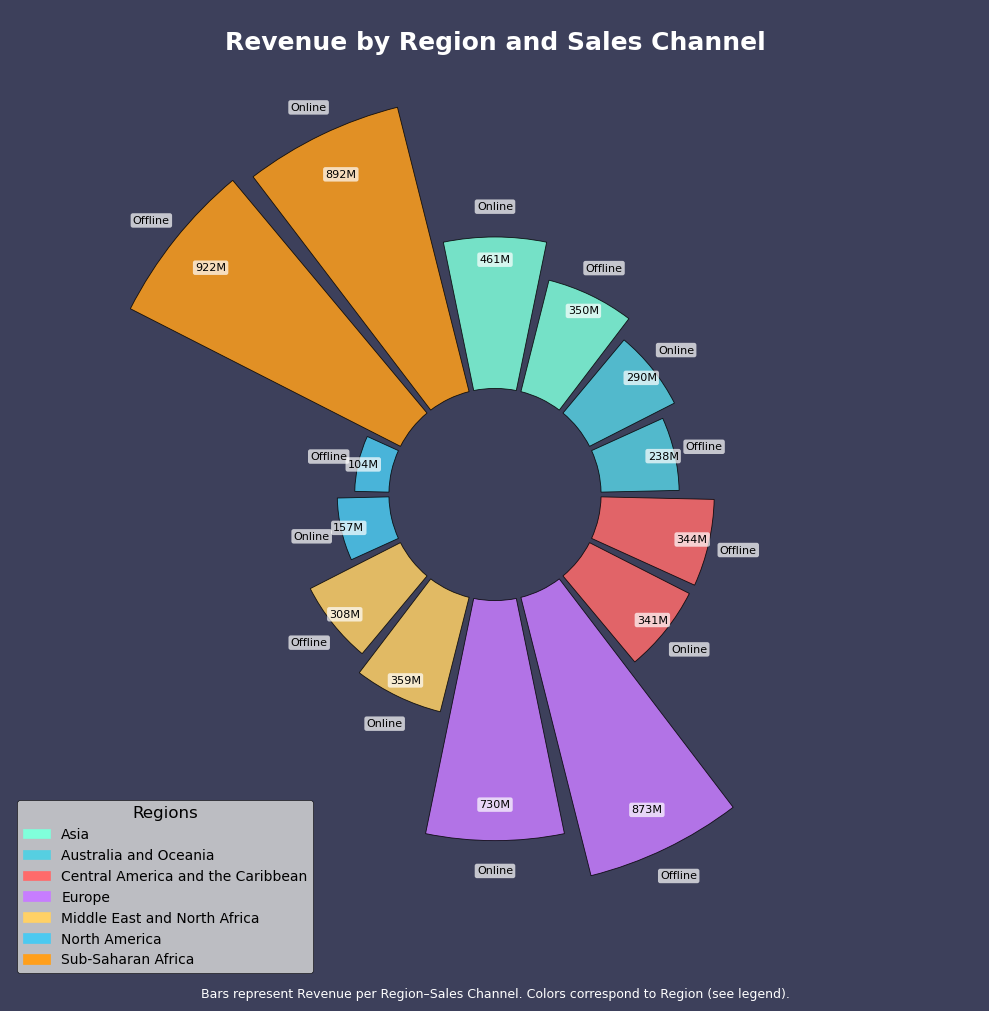 Revenue by Region and Sales Channel
Online
892M
Offline
922M
Online
461M
Offline
350M
Online
290M
Offline
238M
344M
Offline
341M
Online
873M
Offline
730M
Online
359M
Online
308M
Offline
157M
Online
Offline
104M
Regions
Asia
Australia and Oceania
Central America and the Caribbean
Europe
Middle East and North Africa
North America
Sub-Saharan Africa
Bars represent Revenue per Region–Sales Channel. Colors correspond to Region (see legend).